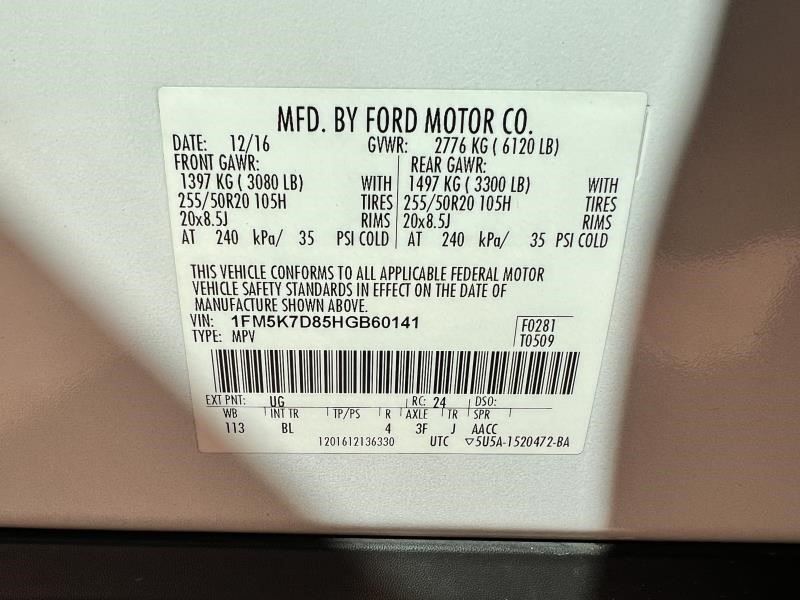 MFD. BY FORD MOTOR CO.
DATE: 12/16 GVWR: 2776 KG ( 6120 LB)
FRONT GAWR: REAR GAWR:
1397 KG ( 3080 LB) WITH 1497 KG ( 3300 LB) WITH
255/50R20 105H TIRES 255/50R20 105H TIRES
20x8.5J RIMS 20x8.5J RIMS
AT 240 kPa/ 35 PSI COLD AT 240 kPa/ 35 PSI COLD
THIS VEHICLE CONFORMS TO ALL APPLICABLE FEDERAL MOTOR
VEHICLE SAFETY STANDARDS IN EFFECT ON THE DATE OF
MANUFACTURE SHOWN ABOVE.
VIN: 1FM5K7D85HGB60141 F0281
TYPE: MPV T0509
EXT PNT: UG RC: 24 DSO:
WB INT TR TP/PS R AXLE TR SPR
113 BL 4 3F J AACC
1201612136330 UTC ▽5U5A-1520472-BA